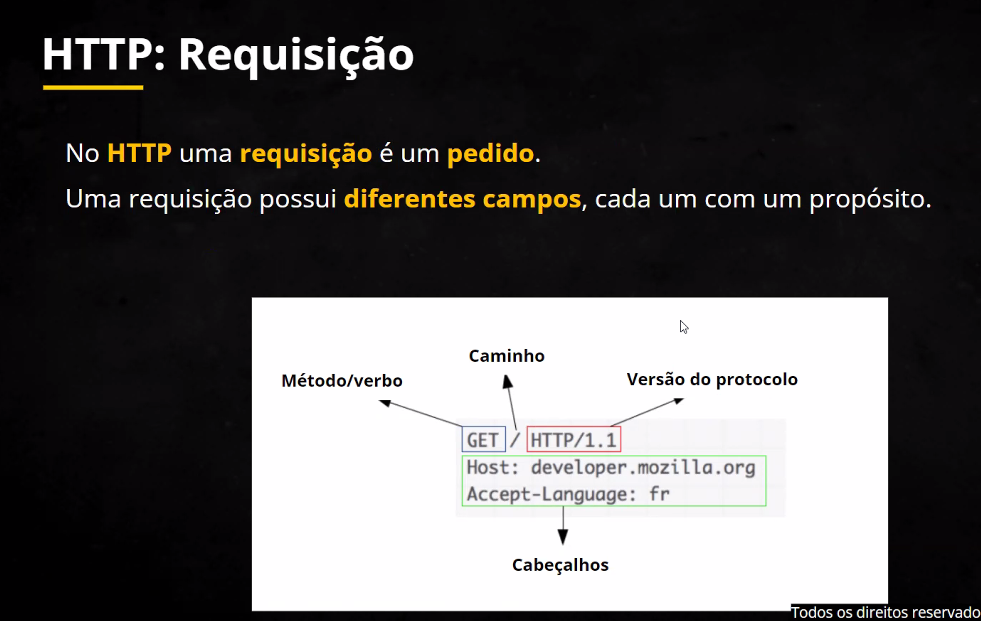 HTTP: Requisição
No HTTP uma requisição é um pedido.
Uma requisição possui diferentes campos, cada um com um propósito.
Caminho
Método/verbo
Versão do protocolo
GET / HTTP/1.1
Host: developer.mozilla.org
Accept-Language: fr
Cabeçalhos
Todos os direitos reservado